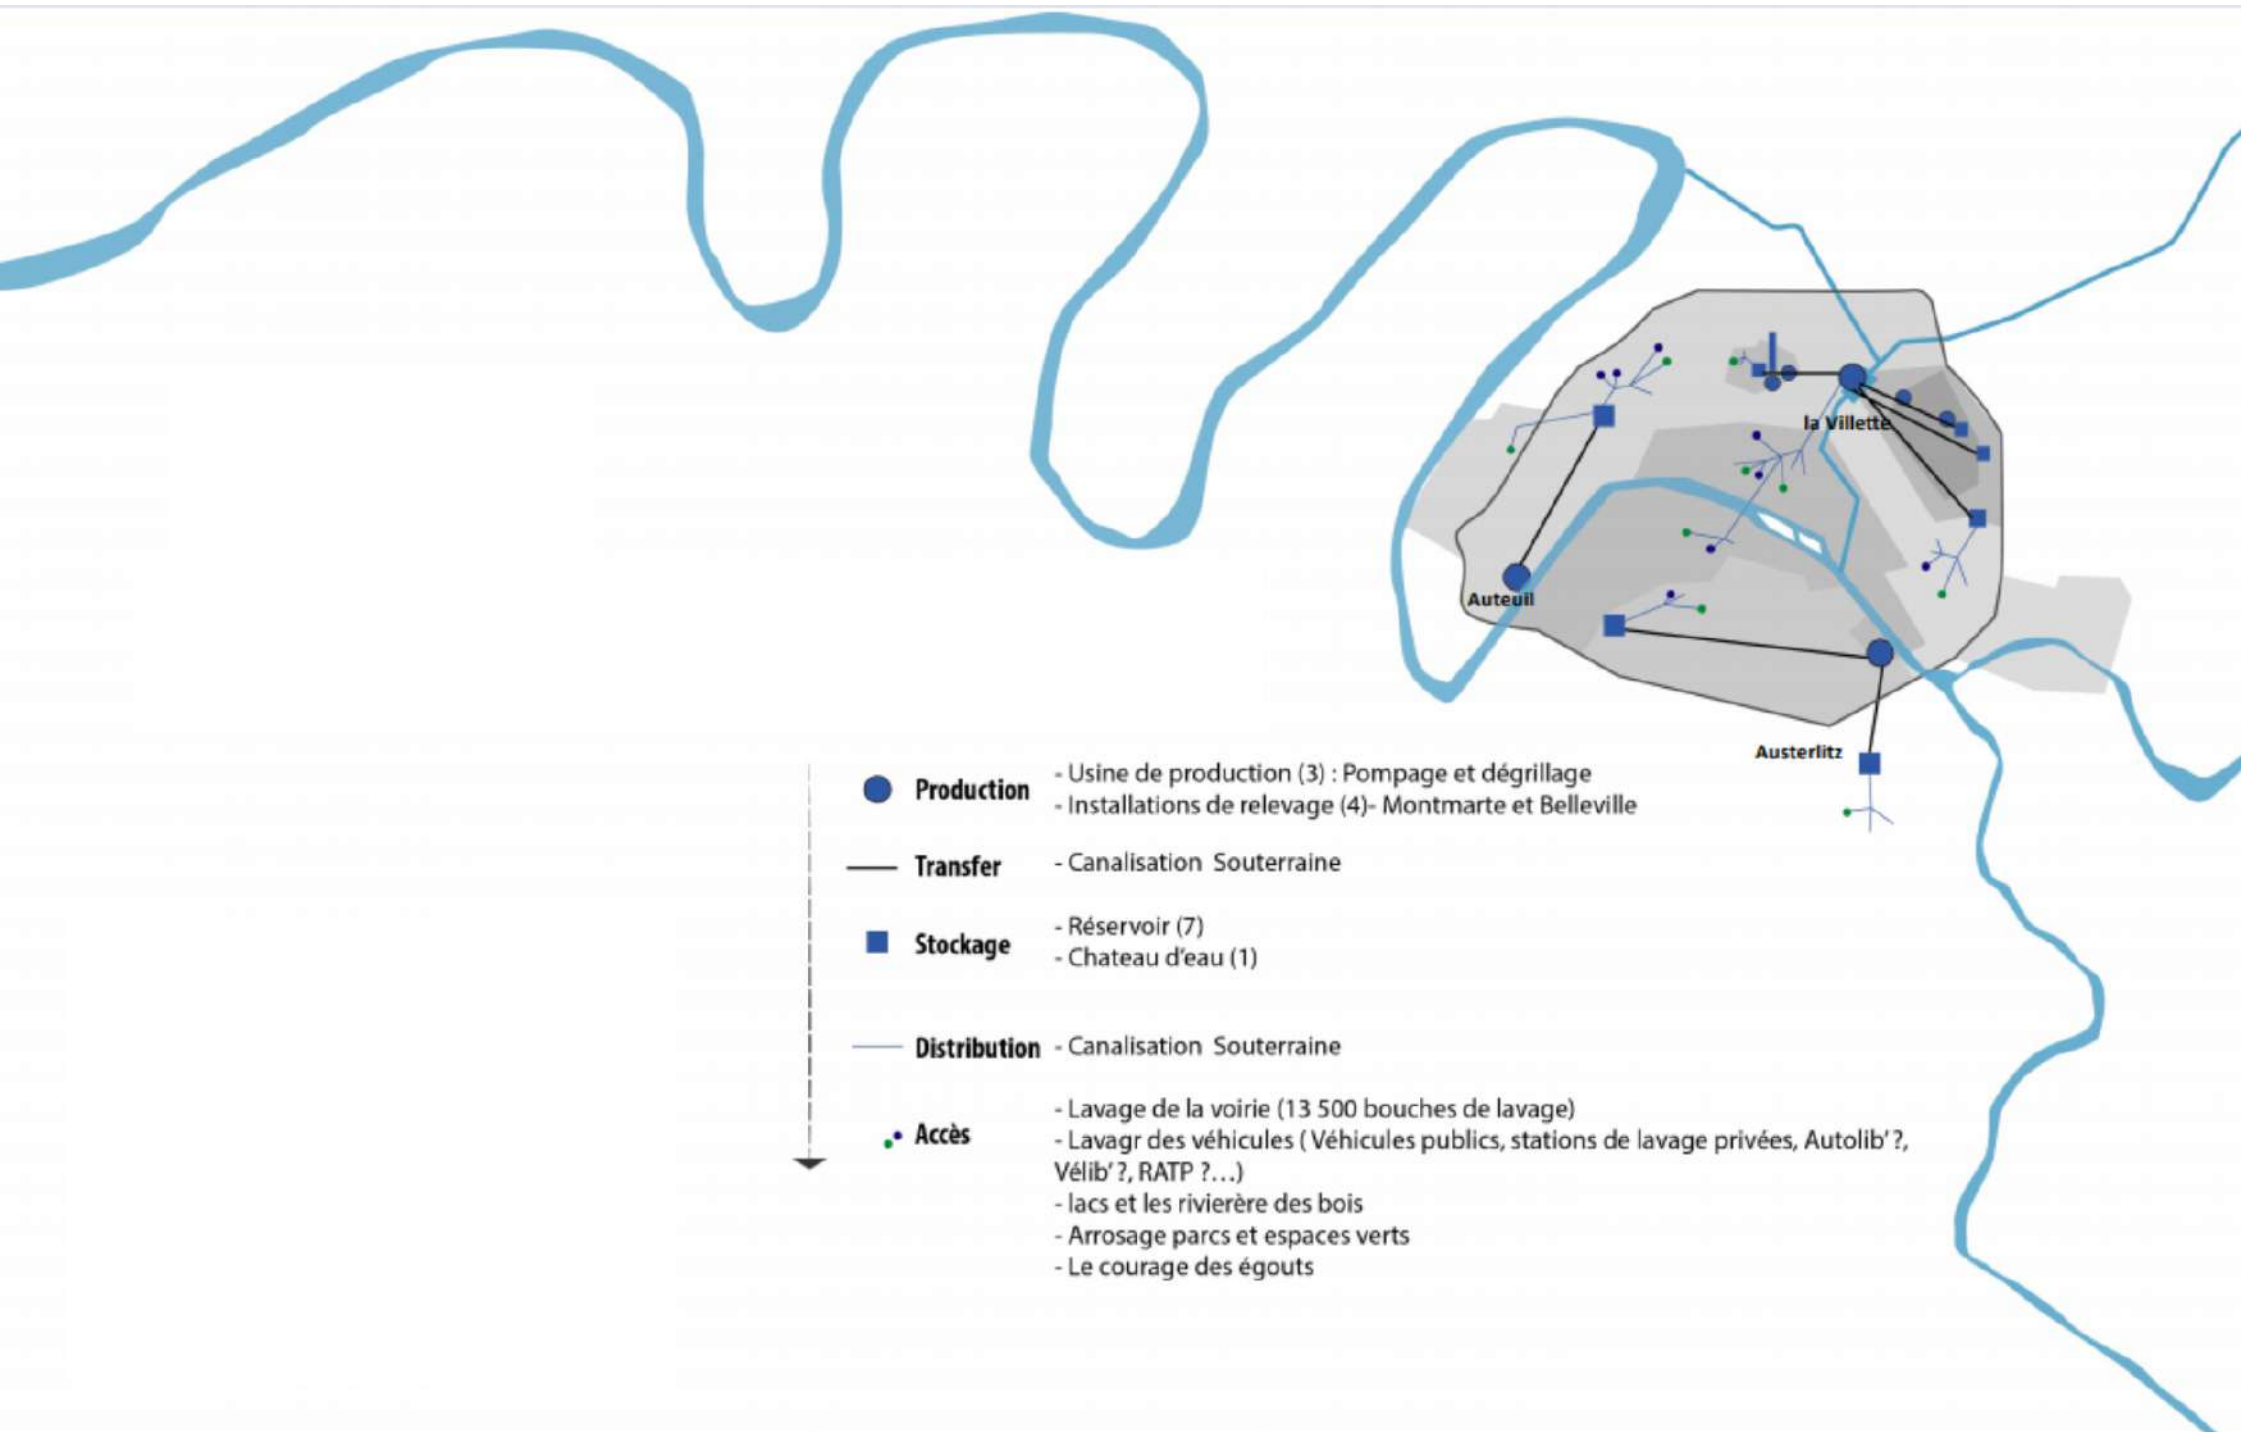 la Villette
Auteuil
Austerlitz
Production
- Usine de production (3) : Pompage et dégrillage
- Installations de relevage (4)- Montmarte et Belleville
Transfer
- Canalisation Souterraine
Stockage
- Réservoir (7)
- Chateau d'eau (1)
Distribution
- Canalisation Souterraine
Accès
- Lavage de la voirie (13 500 bouches de lavage)
- Lavagr des véhicules ( Véhicules publics, stations de lavage privées, Autolib' ?,
Vélib' ?, RATP ?...)
- lacs et les rivierère des bois
- Arrosage parcs et espaces verts
- Le courage des égouts